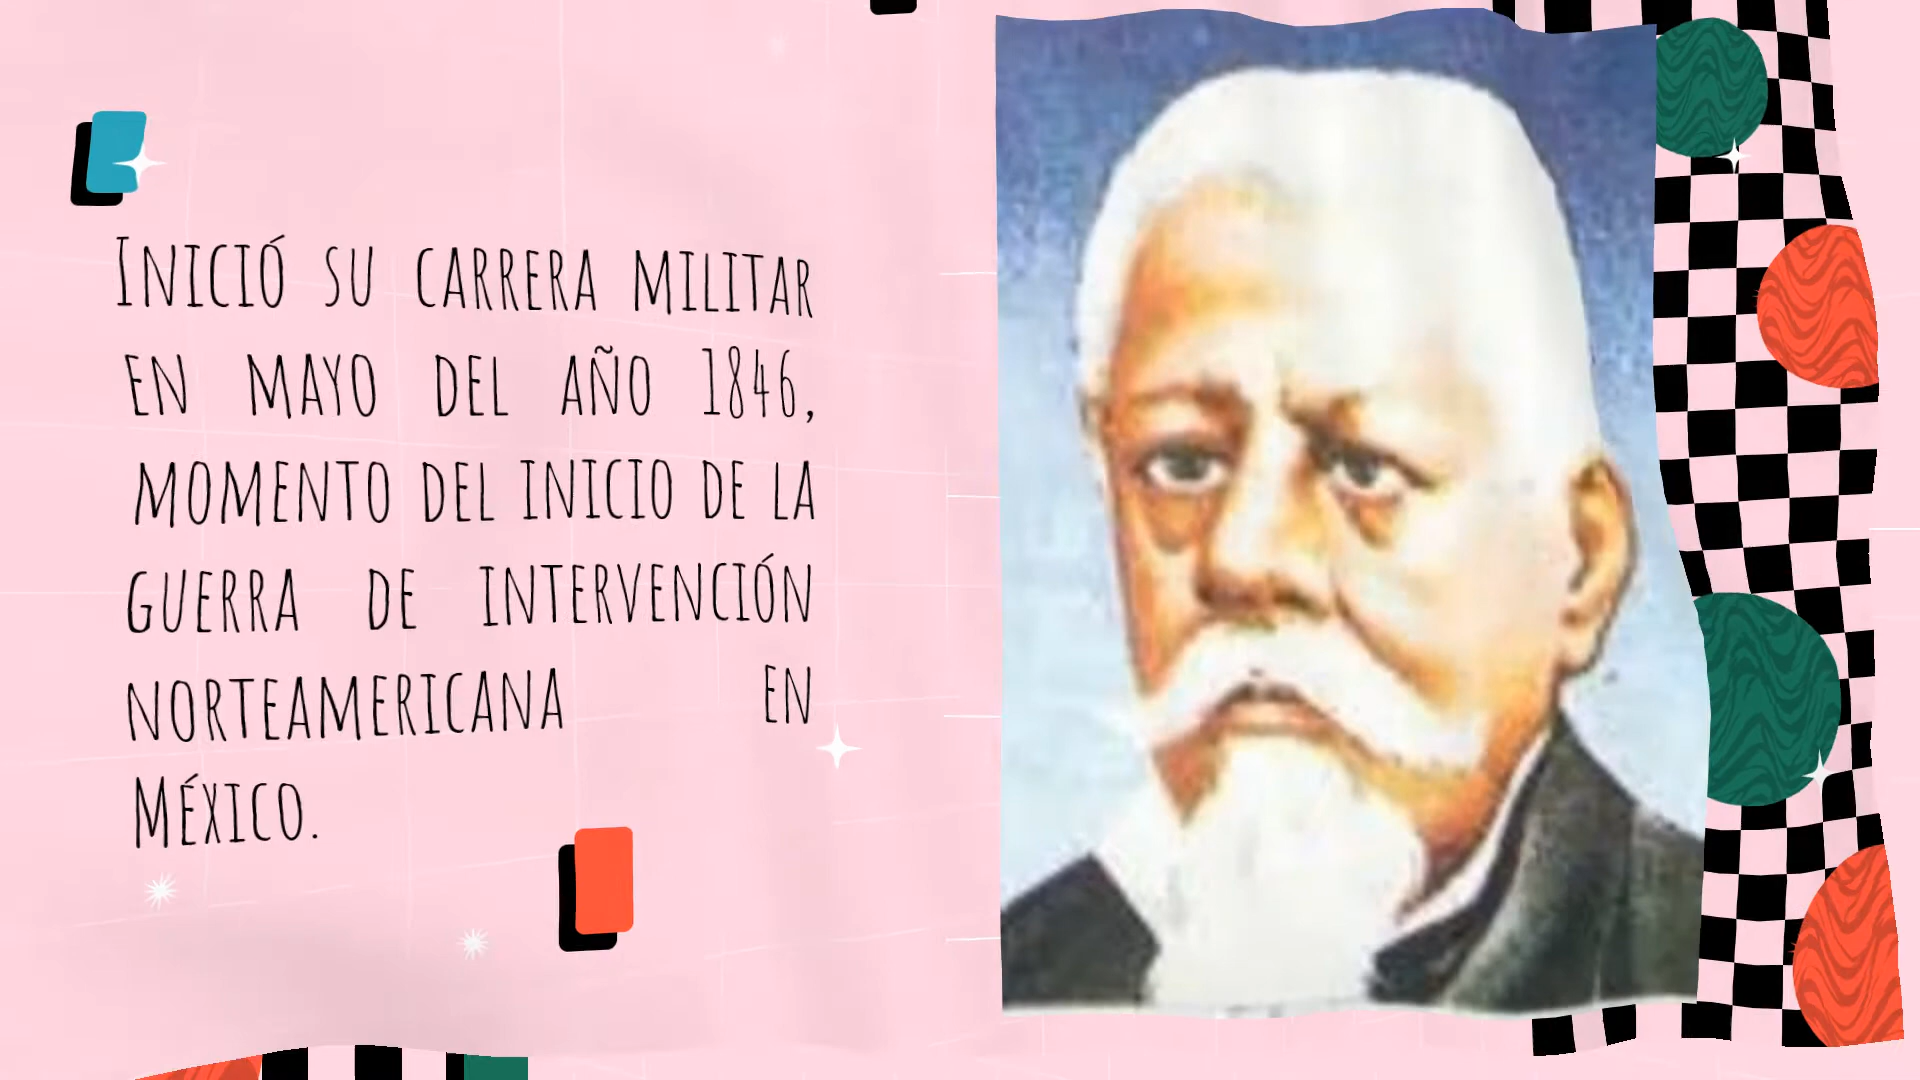 Inició su carrera militar
en mayo del año 1846,
momento del inicio de la
guerra de intervención
norteamericana en
México.